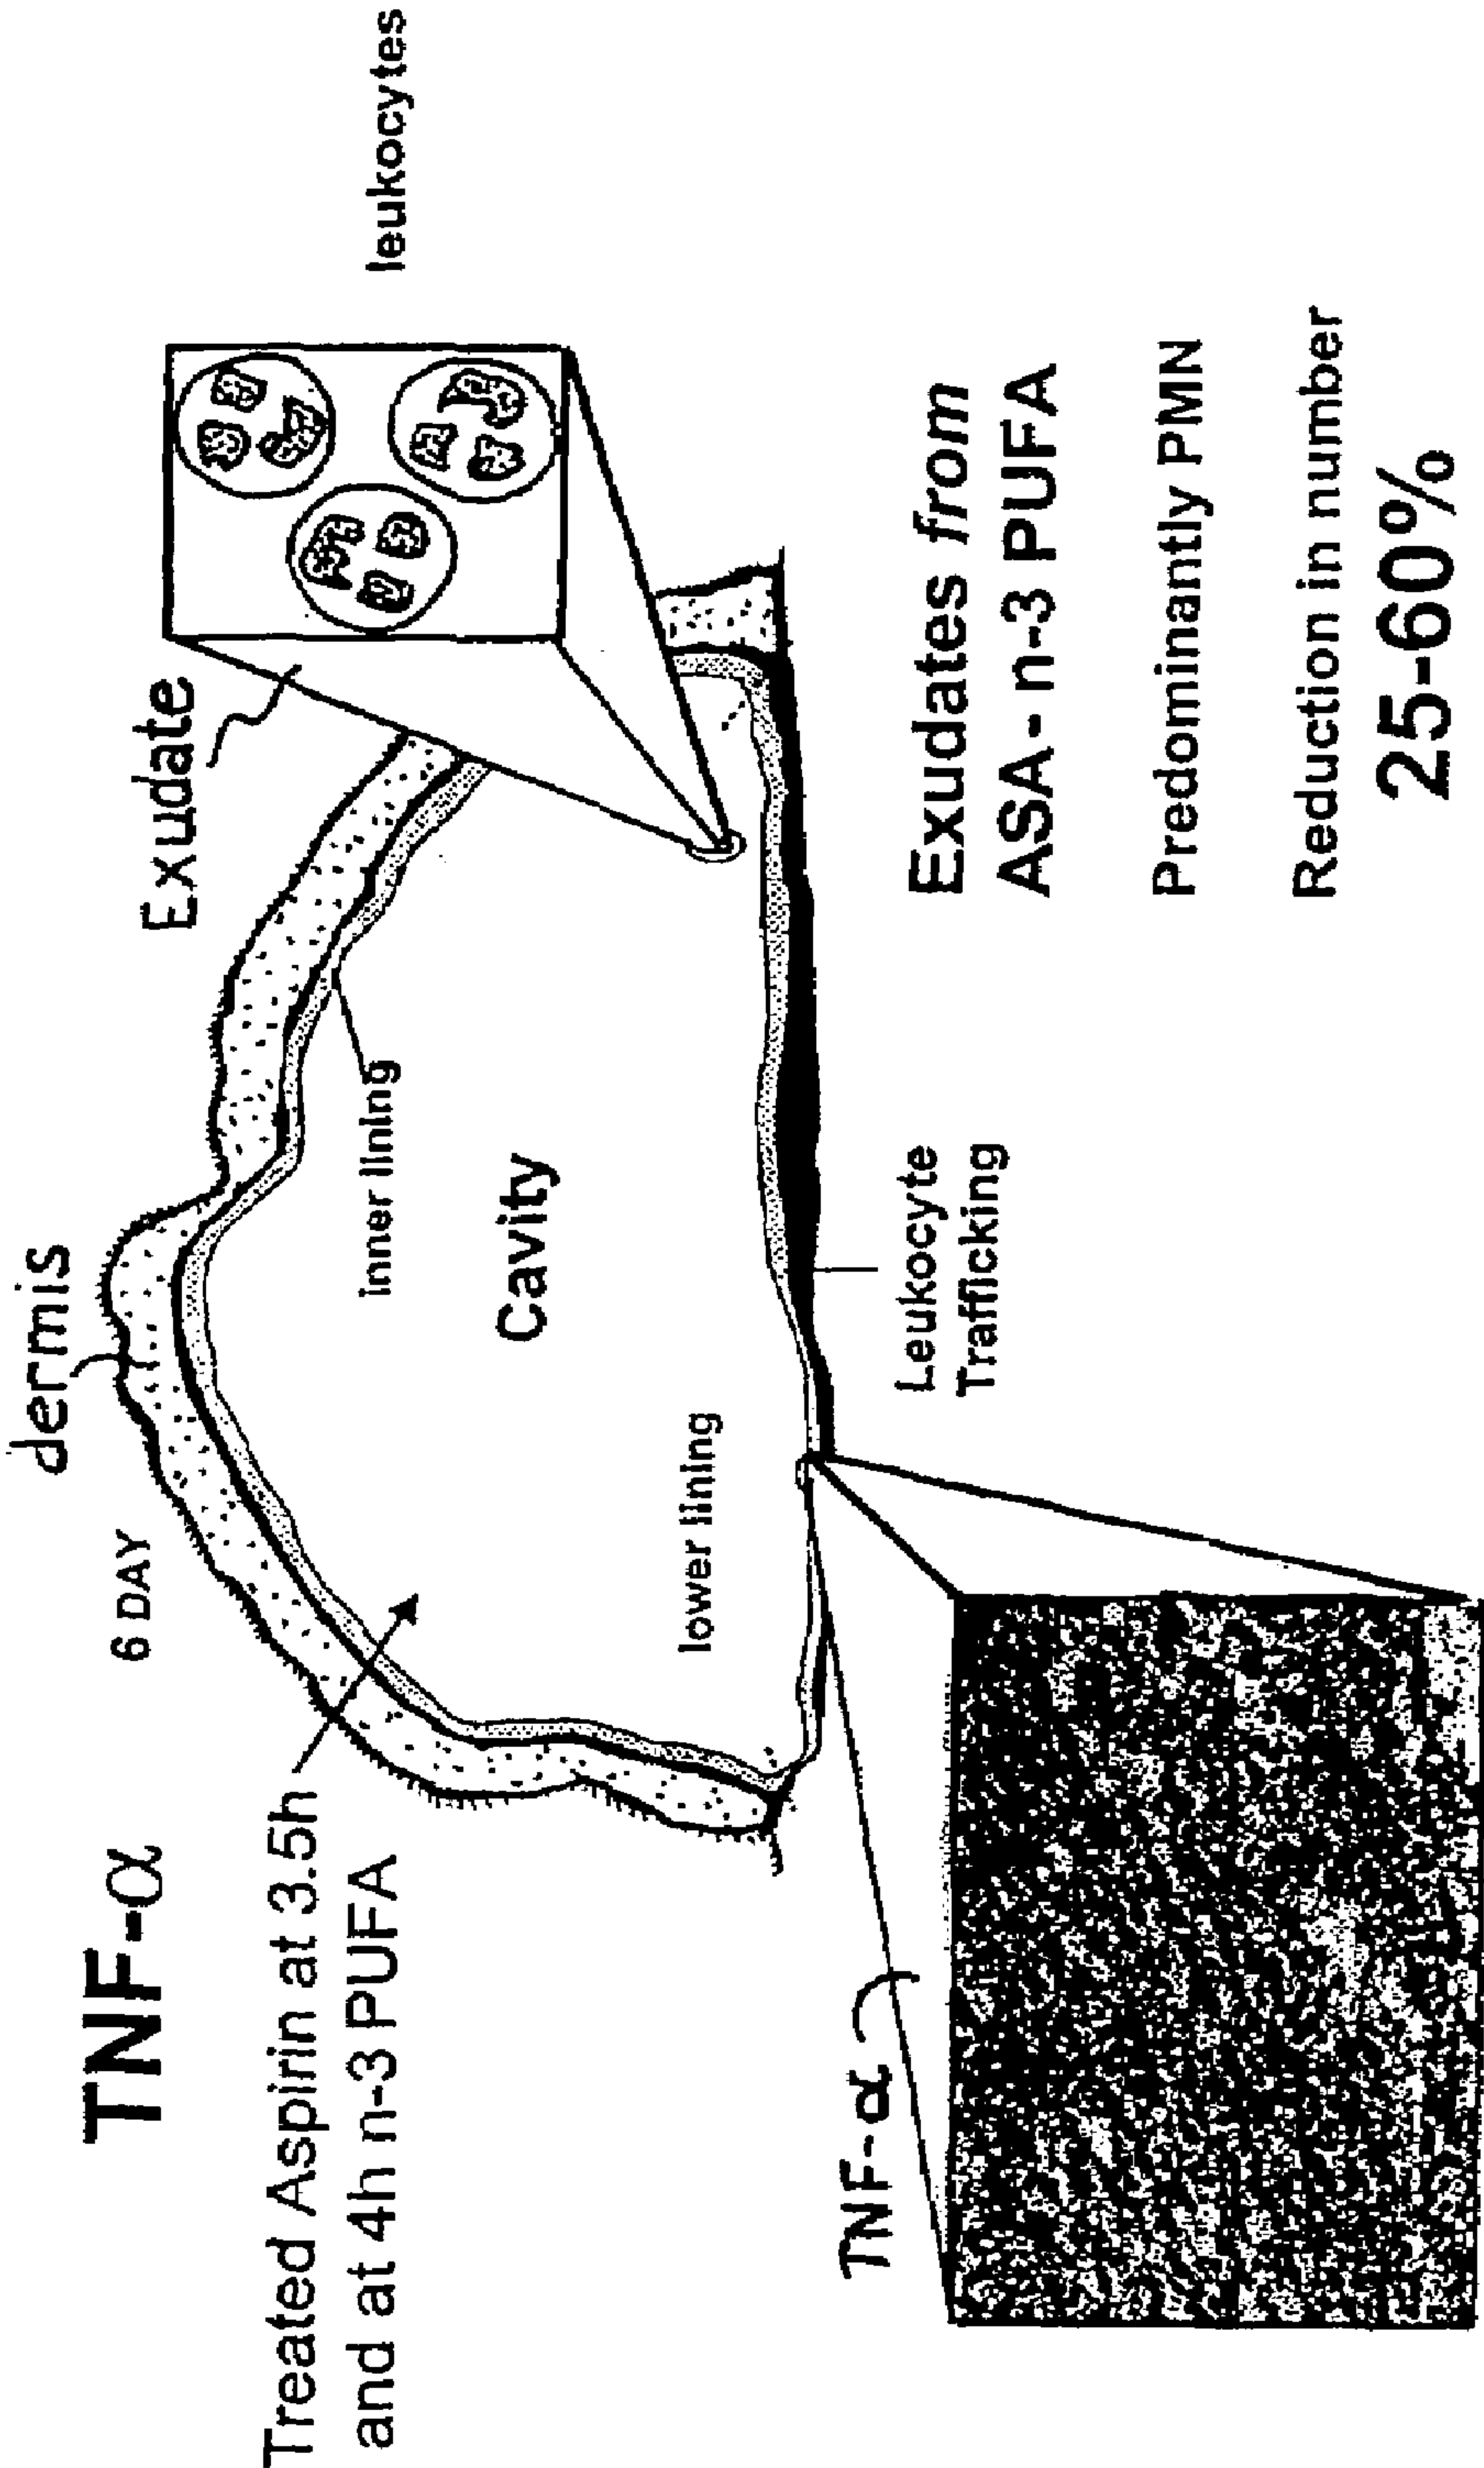 TNF-α
6 DAY
dermis
Exudate
leukocytes
Treated Aspirin at 3.5h
and at 4h n-3 PUFA
inner lining
Cavity
lower lining
TNF-α
Leukocyte
Trafficking
Exudates from
ASA - n-3 PUFA
Predominantly PMN
Reduction in number
25-60%